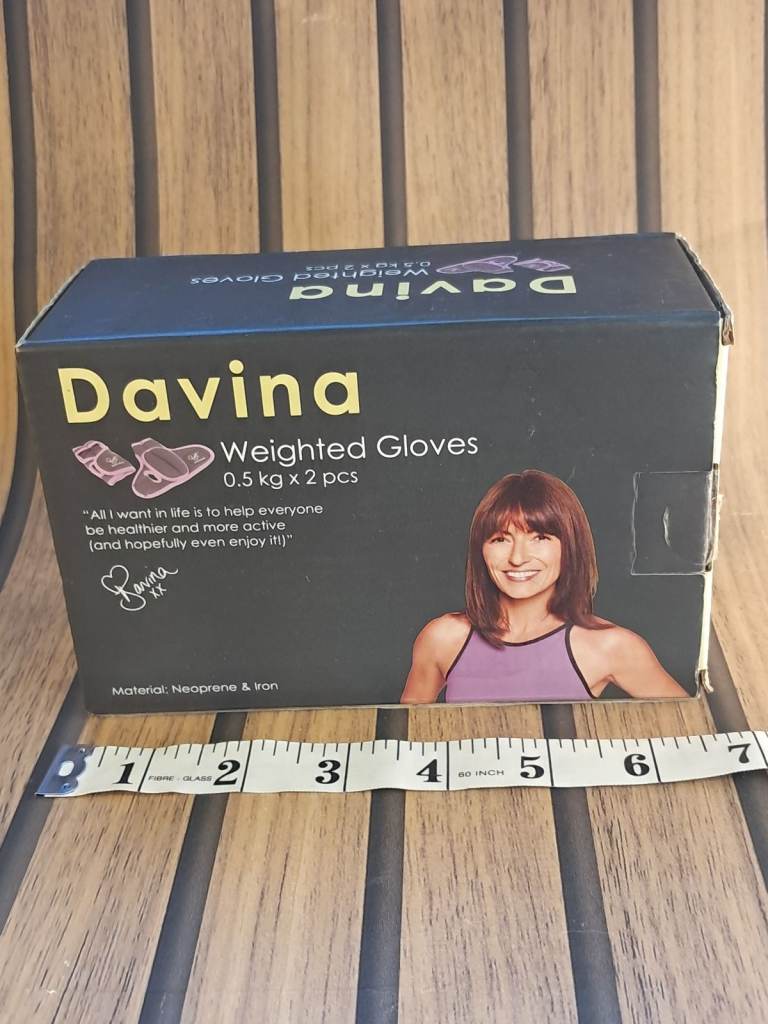 Weighted Gloves
0.5 kg x 2 pcs
Davina
Davina
Weighted Gloves
0.5 kg x 2 pcs
“All I want in life is to help everyone
be healthier and more active
(and hopefully even enjoy it!)”
Davina
xx
Material: Neoprene & Iron
1 FIBRE - GLASS 2 3 4 60 INCH 5 6 7